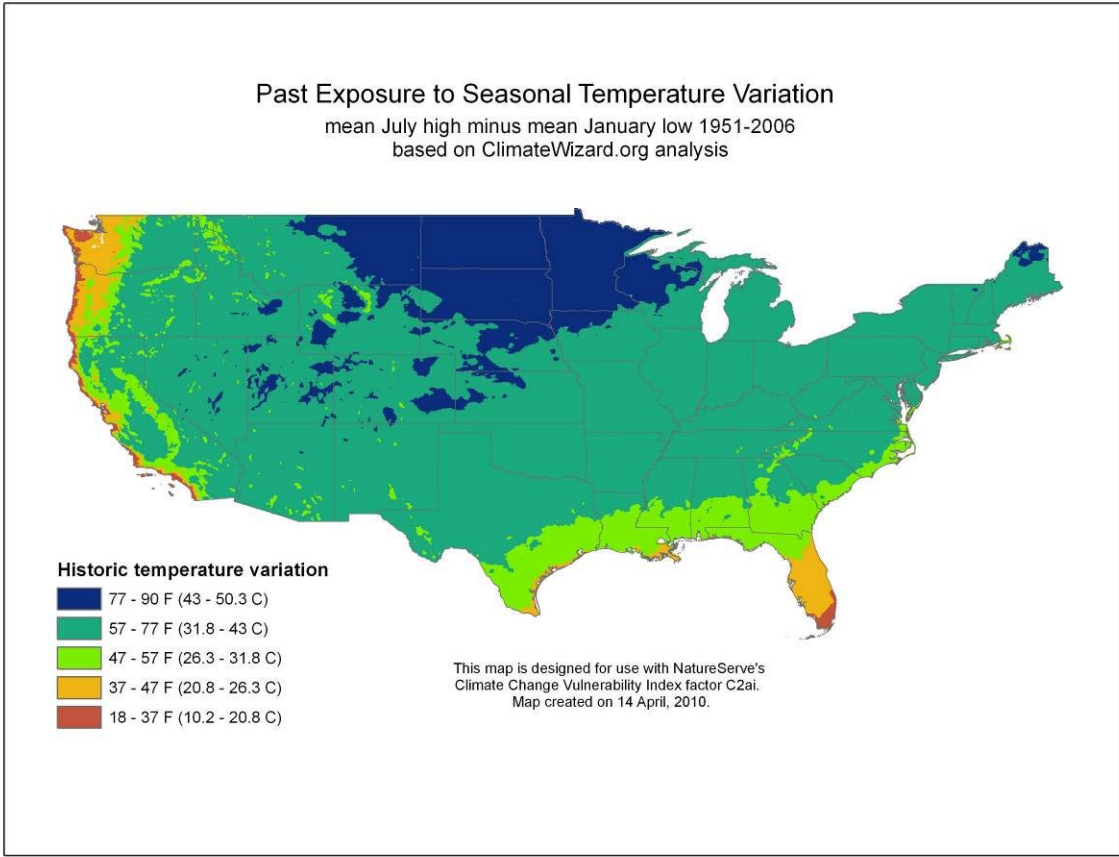 Past Exposure to Seasonal Temperature Variation
mean July high minus mean January low 1951-2006
based on ClimateWizard.org analysis
Historic temperature variation
77 - 90 F (43 - 50.3 C)
57 - 77 F (31.8 - 43 C)
47 - 57 F (26.3 - 31.8 C)
37 - 47 F (20.8 - 26.3 C)
18 - 37 F (10.2 - 20.8 C)
This map is designed for use with NatureServe's
Climate Change Vulnerability Index factor C2ai.
Map created on 14 April, 2010.